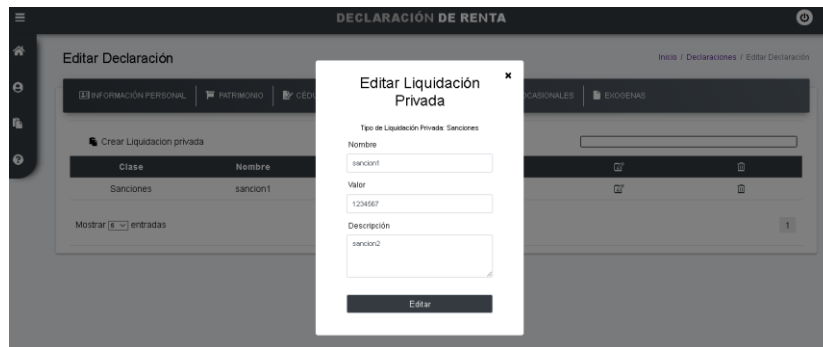 DECLARACIÓN DE RENTA
Editar Declaración
Inicio / Declaraciones / Editar Declaración
INFORMACIÓN PERSONAL
PATRIMONIO
CÉDU
OCASIONALES
EXOGENAS
Crear Liquidacion privada
Clase
Nombre
Sanciones
sancion1
Mostrar 6 entradas
1
Editar Liquidación
Privada
Tipo de Liquidación Privada: Sanciones
Nombre
sancion1
Valor
1234567
Descripción
sancion2
Editar